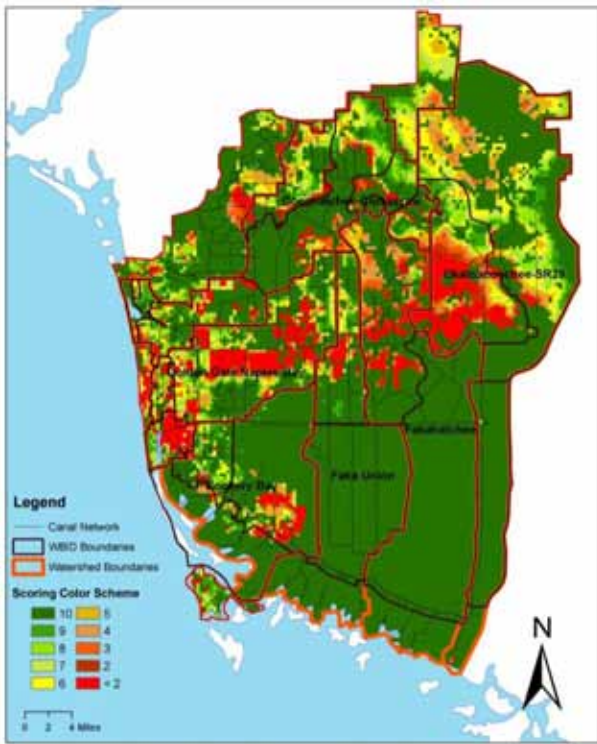 Okaloacoochee-SR29
Fakahatchee
Faka Union
N
Legend
Canal Network
WBID Boundaries
Watershed Boundaries
Scoring Color Scheme
10 5
9 4
8 3
7 2
6 < 2
0 2 4 Miles